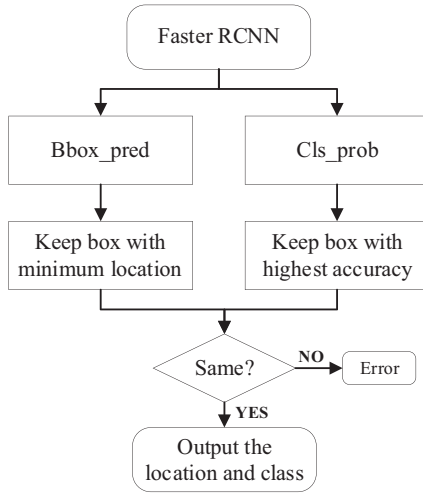 Faster RCNN
Bbox_pred
Cls_prob
Keep box with
minimum location
Keep box with
highest accuracy
Same?
NO
Error
YES
Output the
location and class